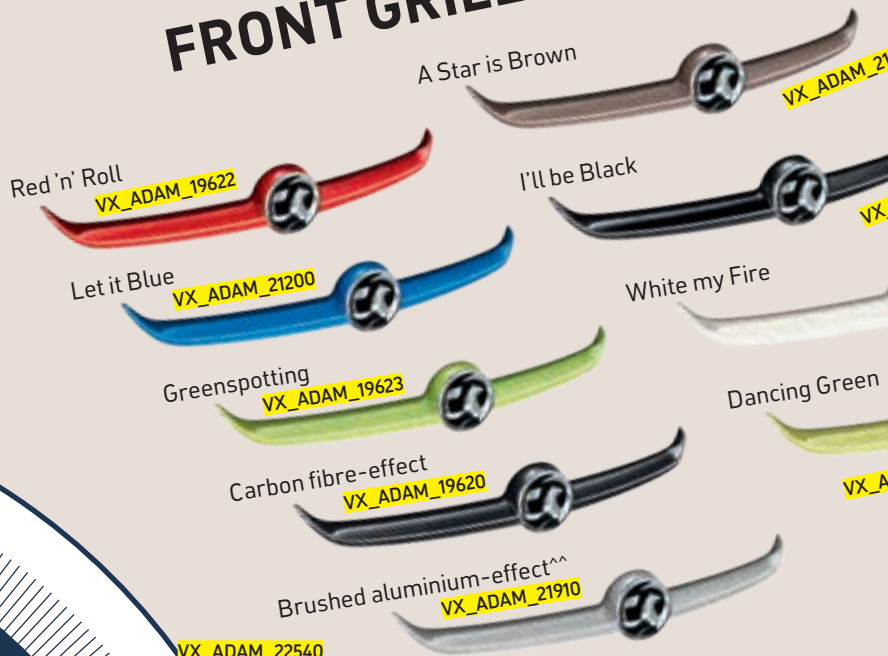 FRONT
A Star is Brown
Red 'n' Roll
VX_ADAM_19622
I'll be Black
Let it Blue
VX_ADAM_21200
White my Fire
Greenspotting
VX_ADAM_19623
Dancing Green
Carbon fibre-effect
VX_ADAM_19620
Brushed aluminium-effect^^
VX_ADAM_21910
VX_ADAM_22540